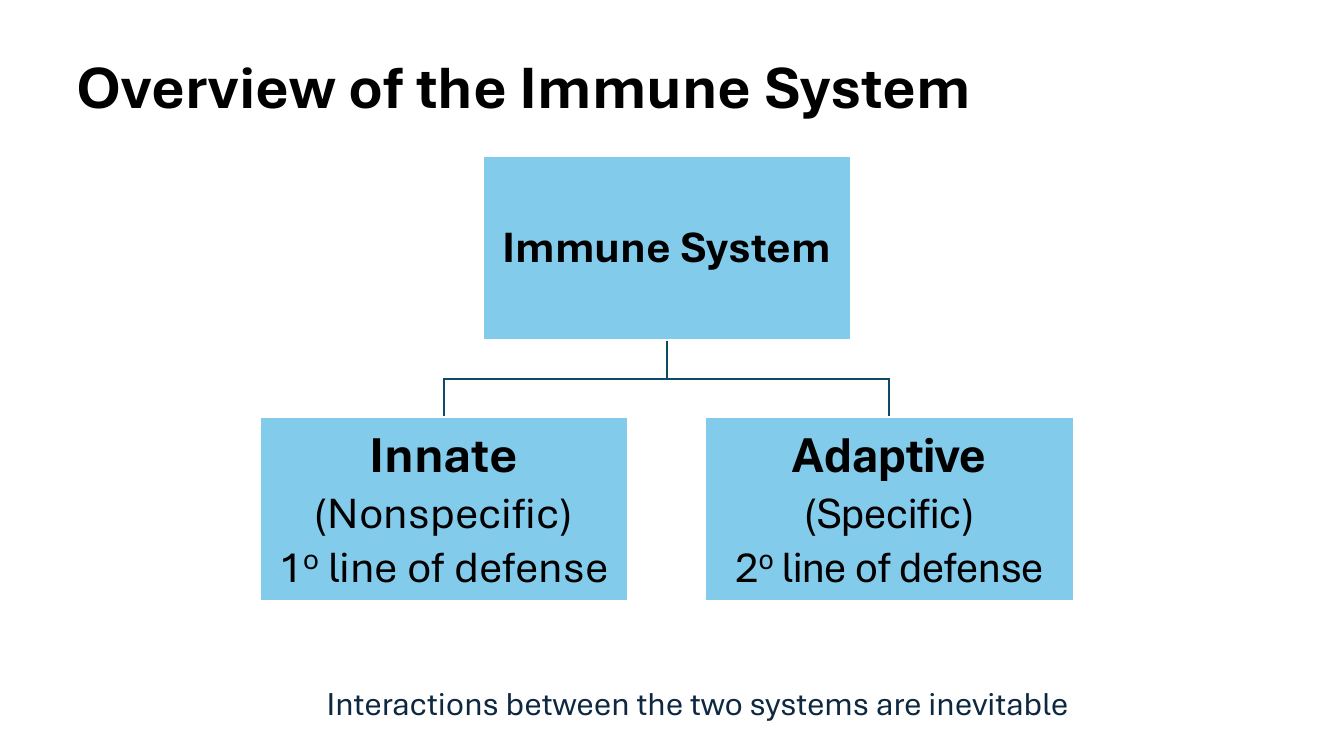 Overview of the Immune System
Immune System
Innate
(Nonspecific)
1º line of defense
Adaptive
(Specific)
2º line of defense
Interactions between the two systems are inevitable